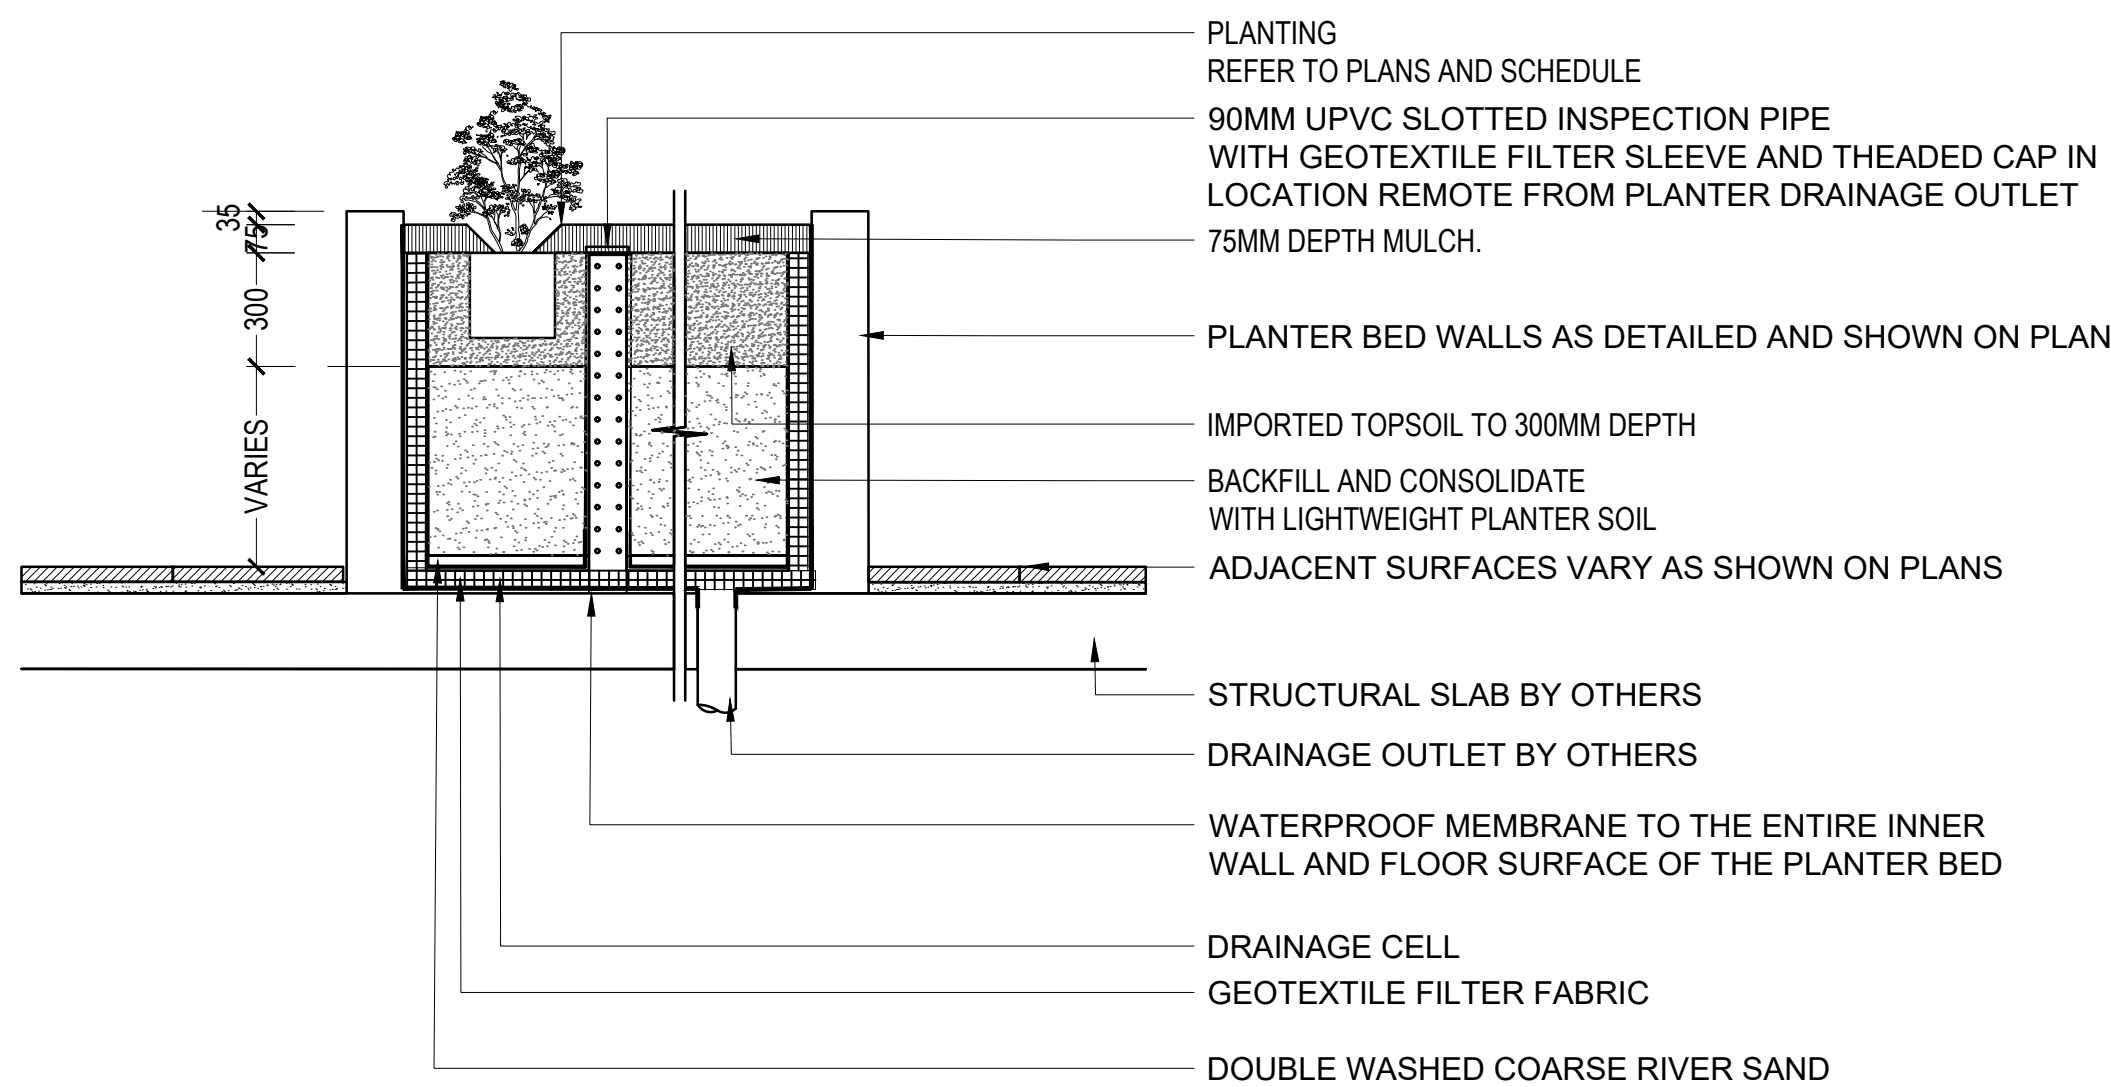 PLANTING
REFER TO PLANS AND SCHEDULE
90MM UPVC SLOTTED INSPECTION PIPE
WITH GEOTEXTILE FILTER SLEEVE AND THEADED CAP IN
LOCATION REMOTE FROM PLANTER DRAINAGE OUTLET
75MM DEPTH MULCH.
PLANTER BED WALLS AS DETAILED AND SHOWN ON PLAN
IMPORTED TOPSOIL TO 300MM DEPTH
BACKFILL AND CONSOLIDATE
WITH LIGHTWEIGHT PLANTER SOIL
ADJACENT SURFACES VARY AS SHOWN ON PLANS
STRUCTURAL SLAB BY OTHERS
DRAINAGE OUTLET BY OTHERS
WATERPROOF MEMBRANE TO THE ENTIRE INNER
WALL AND FLOOR SURFACE OF THE PLANTER BED
DRAINAGE CELL
GEOTEXTILE FILTER FABRIC
DOUBLE WASHED COARSE RIVER SAND
35
75
300
VARIES